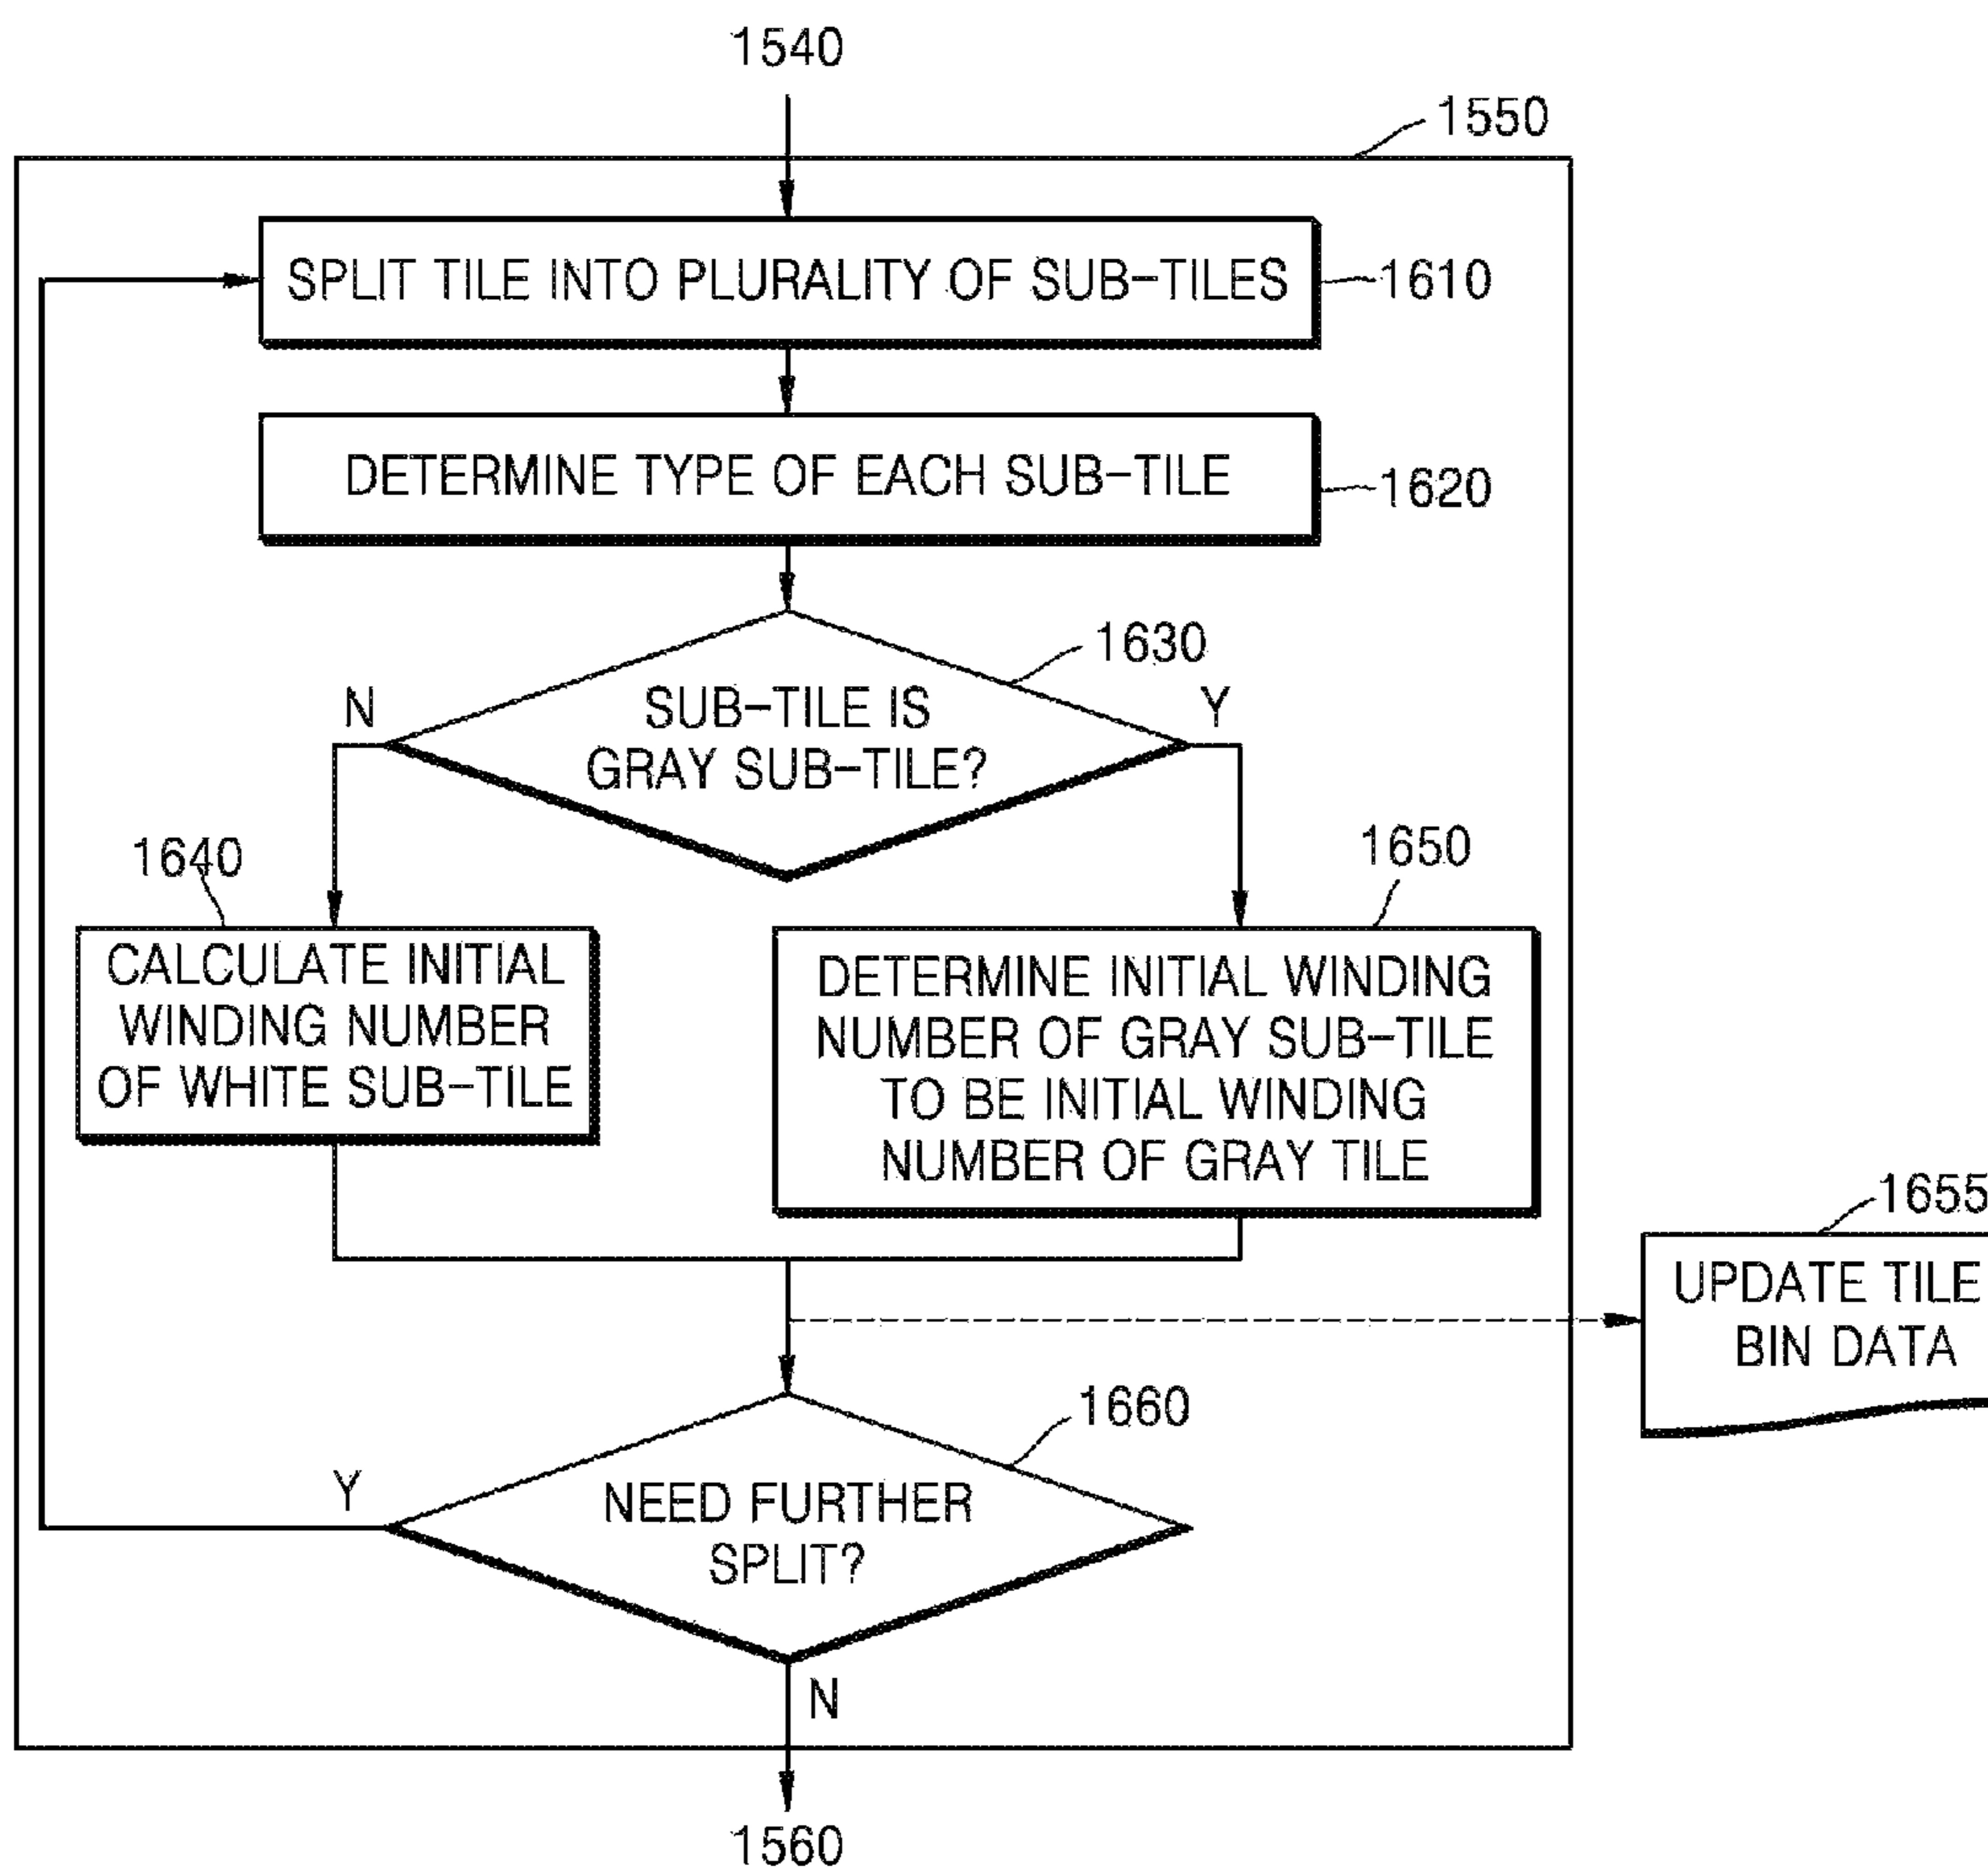 1540
1550
SPLIT TILE INTO PLURALITY OF SUB-TILES
1610
DETERMINE TYPE OF EACH SUB-TILE
1620
1630
N
SUB-TILE IS
GRAY SUB-TILE?
Y
1640
1650
CALCULATE INITIAL
WINDING NUMBER
OF WHITE SUB-TILE
DETERMINE INITIAL WINDING
NUMBER OF GRAY SUB-TILE
TO BE INITIAL WINDING
NUMBER OF GRAY TILE
1655
UPDATE TILE
BIN DATA
1660
Y
NEED FURTHER
SPLIT?
N
1560